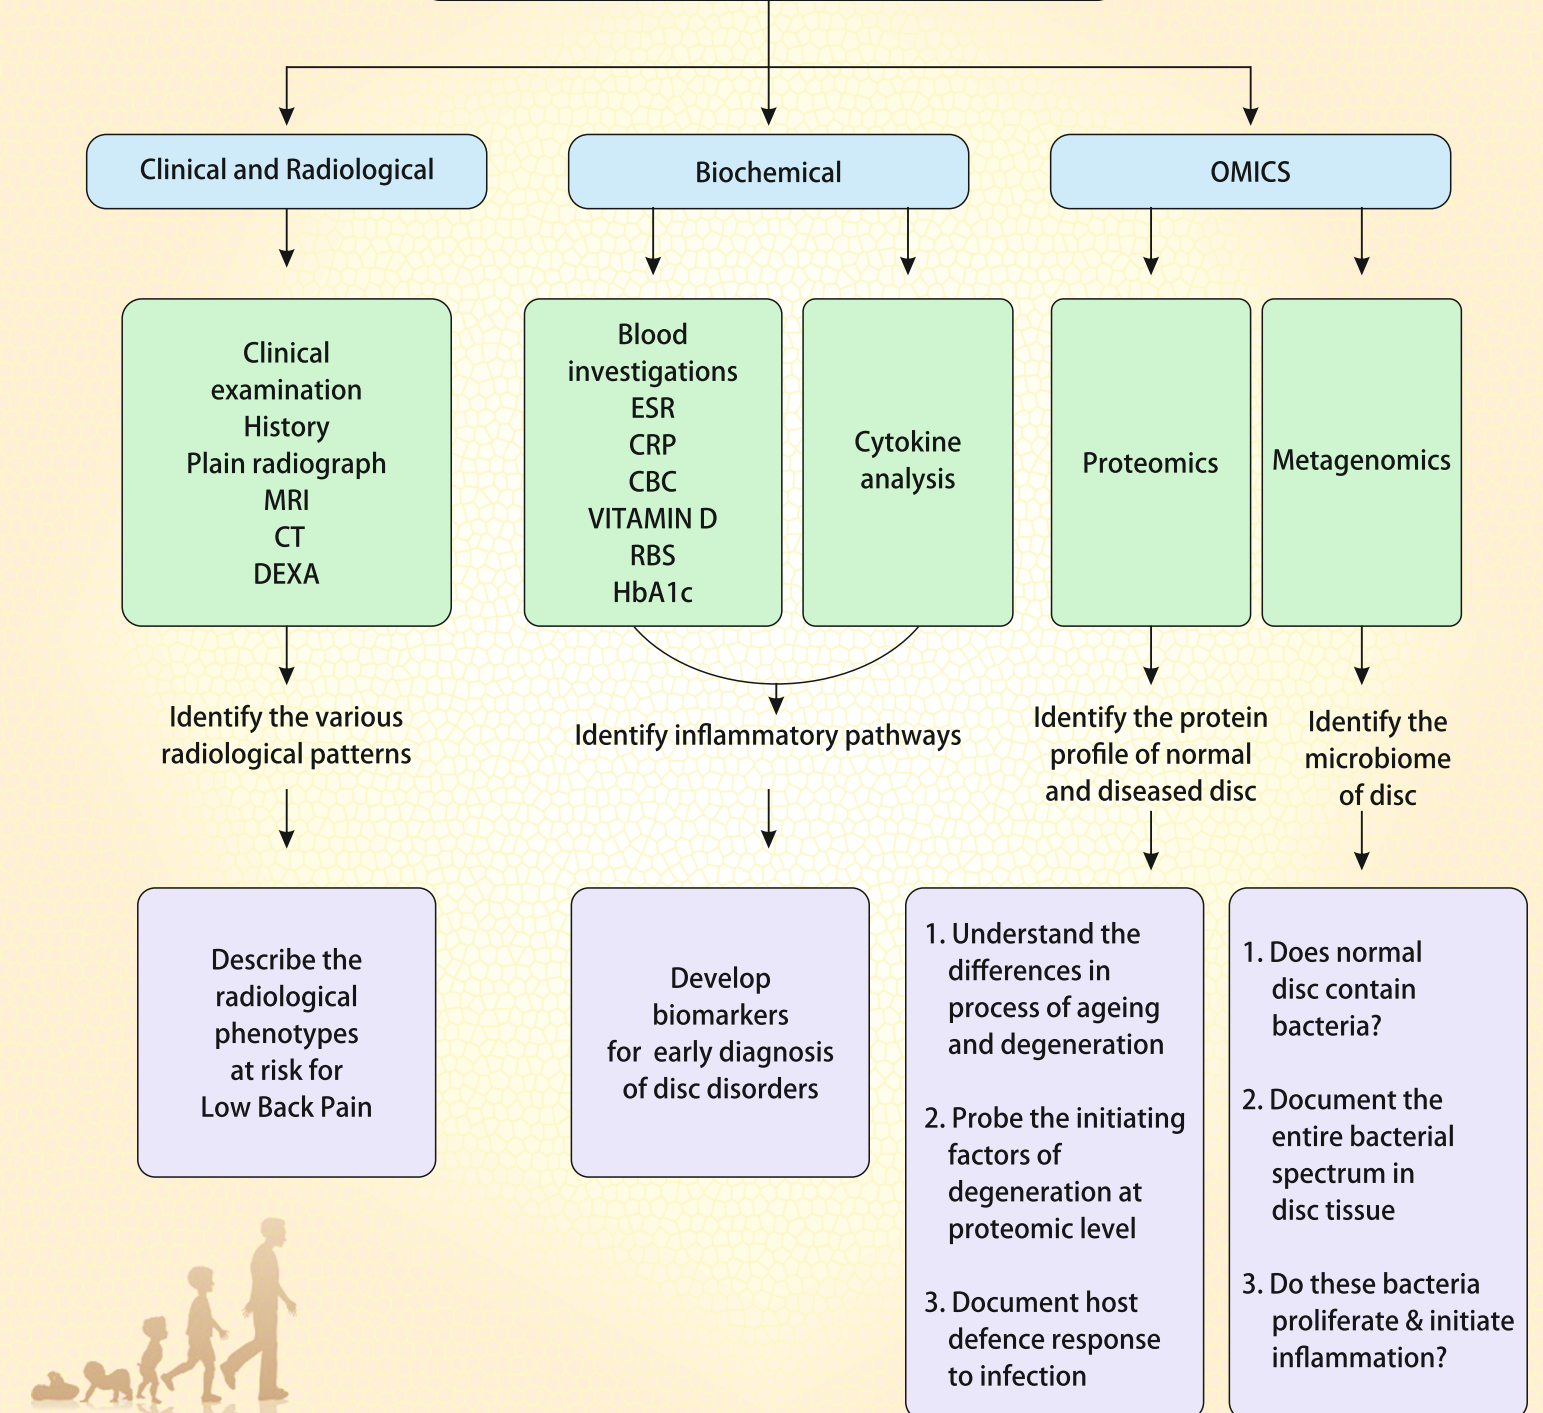 Clinical and Radiological
Biochemical
OMICS
Clinical
examination
History
Plain radiograph
MRI
CT
DEXA
Blood
investigations
ESR
CRP
CBC
VITAMIN D
RBS
HbA1c
Cytokine
analysis
Proteomics
Metagenomics
Identify the various
radiological patterns
Identify inflammatory pathways
Identify the protein
profile of normal
and diseased disc
Identify the
microbiome
of disc
Describe the
radiological
phenotypes
at risk for
Low Back Pain
Develop
biomarkers
for early diagnosis
of disc disorders
1. Understand the
differences in
process of ageing
and degeneration
2. Probe the initiating
factors of
degeneration at
proteomic level
3. Document host
defence response
to infection
1. Does normal
disc contain
bacteria?
2. Document the
entire bacterial
spectrum in
disc tissue
3. Do these bacteria
proliferate & initiate
inflammation?